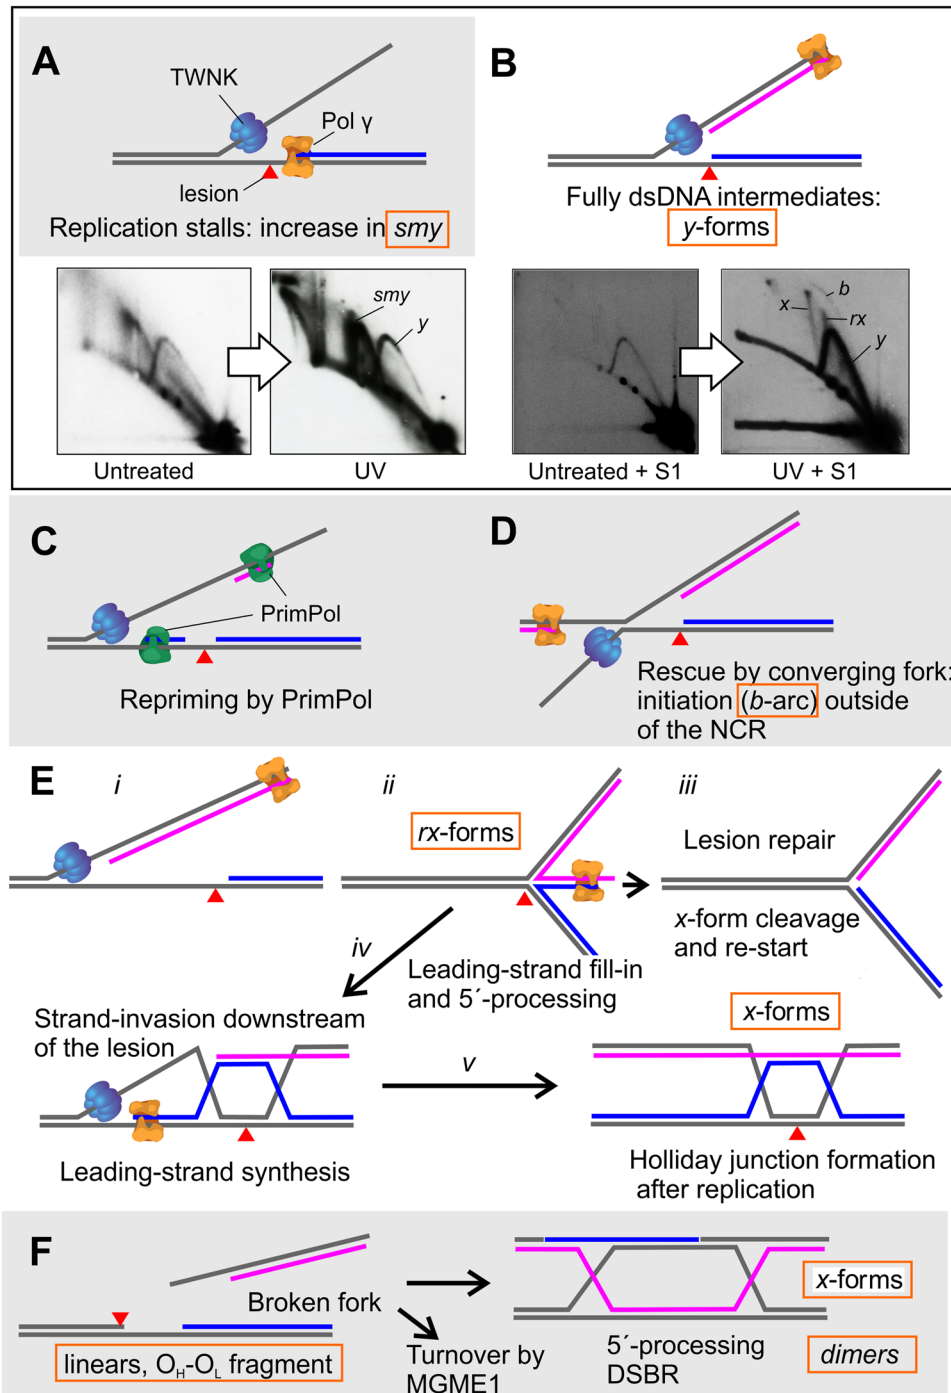 A
TWNK
Pol γ
lesion
Replication stalls: increase in smy
smy
y
Untreated
UV
B
Fully dsDNA intermediates:
y-forms
b
x
rx
y
Untreated + S1
UV + S1
C
PrimPol
Repriming by PrimPol
D
Rescue by converging fork:
initiation (b-arc) outside
of the NCR
E
i
ii
rx-forms
iii
Lesion repair
x-form cleavage
and re-start
iv
Leading-strand fill-in
and 5´-processing
Strand-invasion downstream
of the lesion
Leading-strand synthesis
v
x-forms
Holliday junction formation
after replication
F
Broken fork
linears, OH-OL fragment
Turnover by
MGME1
x-forms
5´-processing
DSBR
dimers